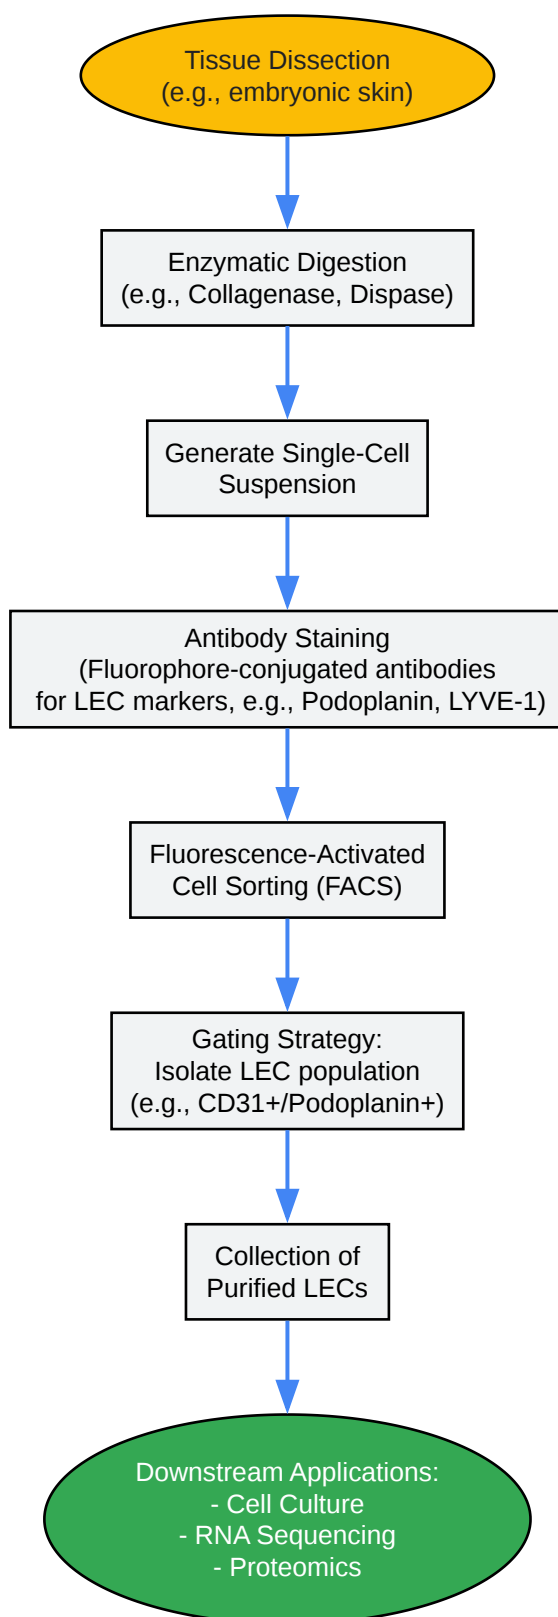 Tissue Dissection
(e.g., embryonic skin)
Enzymatic Digestion
(e.g., Collagenase, Dispase)
Generate Single-Cell
Suspension
Antibody Staining
(Fluorophore-conjugated antibodies
for LEC markers, e.g., Podoplanin, LYVE-1)
Fluorescence-Activated
Cell Sorting (FACS)
Gating Strategy:
Isolate LEC population
(e.g., CD31+/Podoplanin+)
Collection of
Purified LECs
Downstream Applications:
- Cell Culture
- RNA Sequencing
- Proteomics